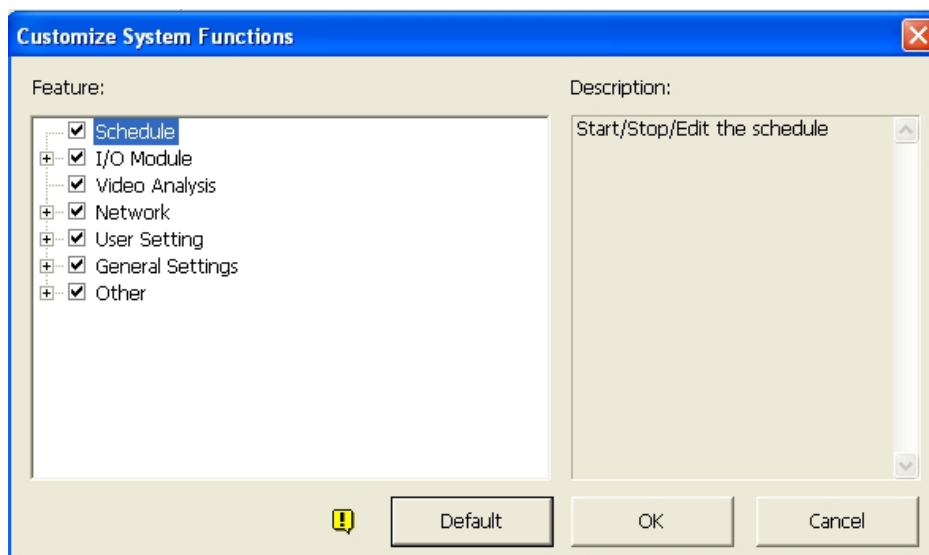 Customize System Functions
Feature:
Schedule
I/O Module
Video Analysis
Network
User Setting
General Settings
Other
Description:
Start/Stop/Edit the schedule
Default
OK
Cancel